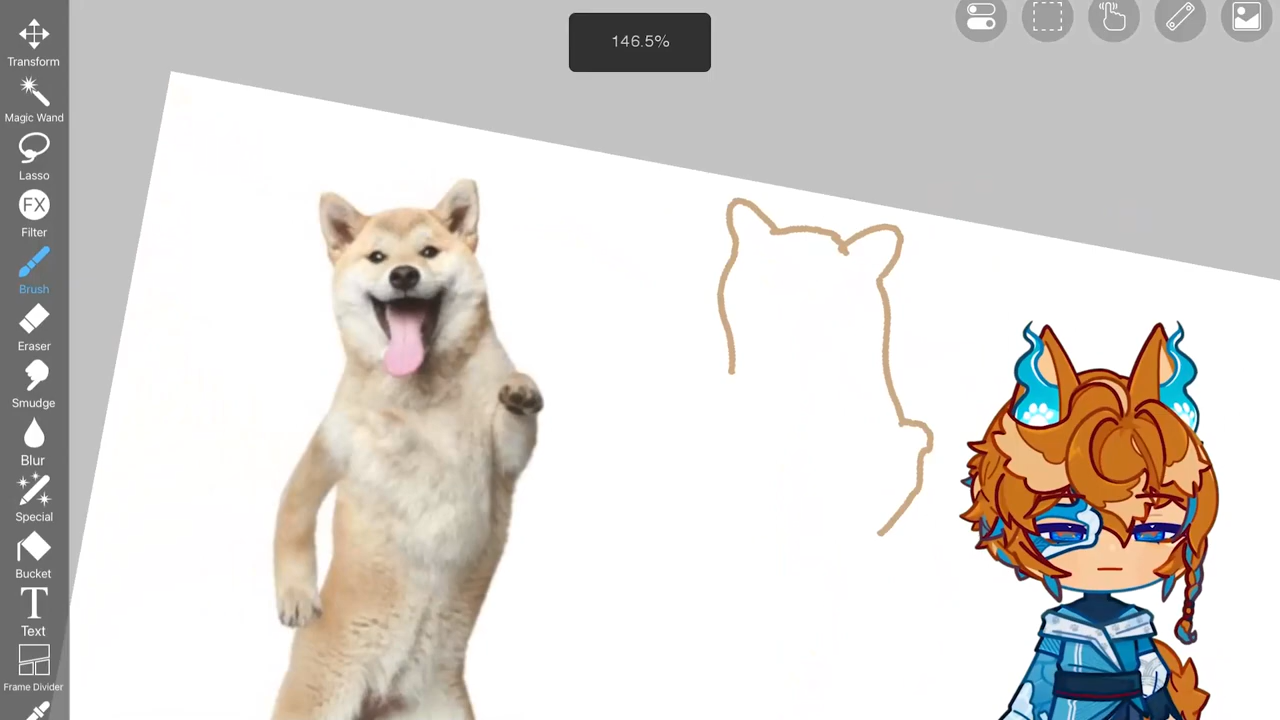 146.5%
Transform
Magic Wand
Lasso
FX
Filter
Brush
Eraser
Smudge
Blur
Special
Bucket
T
Text
Frame Divider